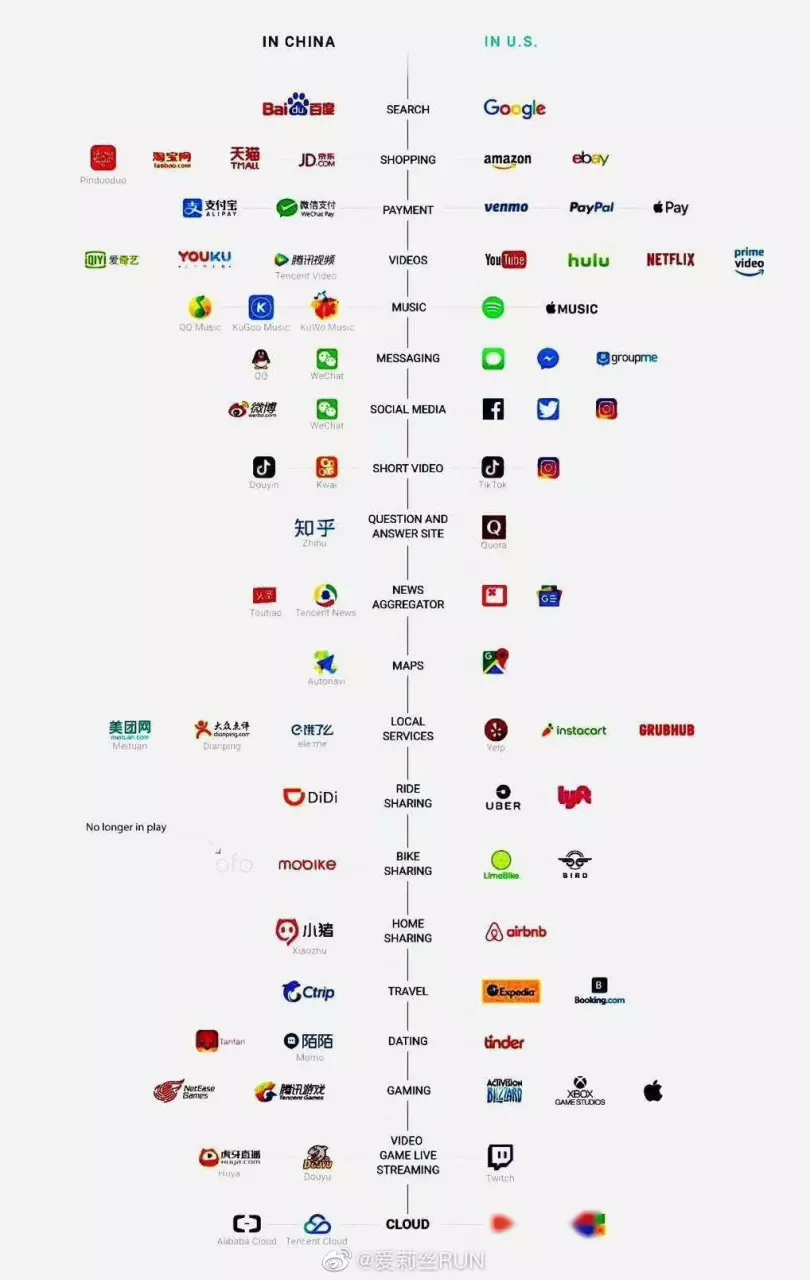 IN CHINA
IN U.S.
Bai du 百度
SEARCH
Google
Pinduoduo
淘宝网
Taobao.com
天猫
TMALL
JD 京东
.COM
SHOPPING
amazon
ebay
支付宝
ALIPAY
微信支付
WeChat Pay
PAYMENT
venmo
PayPal
Pay
QIYI 爱奇艺
YOUKU
腾讯视频
Tencent Video
VIDEOS
YouTube
hulu
NETFLIX
prime
video
QQ Music
K
KuGou Music
KuWo Music
MUSIC
MUSIC
QQ
WeChat
MESSAGING
groupme
微博
weibo.com
WeChat
SOCIAL MEDIA
f
Douyin
Kwai
SHORT VIDEO
TikTok
知乎
Zhihu
QUESTION AND
ANSWER SITE
Q
Quora
头条
Toutiao
Tencent News
NEWS
AGGREGATOR
GE
Autonavi
MAPS
G
美团网
meituan.com
Meituan
大众点评
dianping.com
Dianping
饿了么
ele me
LOCAL
SERVICES
Yelp
instacart
GRUBHUB
DiDi
RIDE
SHARING
UBER
lyft
No longer in play
ofo
mobike
BIKE
SHARING
LimeBike
BIRD
小猪
Xiaozhu
HOME
SHARING
airbnb
Ctrip
TRAVEL
Expedia
B
Booking.com
Tantan
陌陌
Momo
DATING
tinder
NetEase
Games
腾讯游戏
Tencent Games
GAMING
ACTIVISION
BLIZZARD
XBOX
GAME STUDIOS
虎牙直播
Huya.com
Huya
DOUYU
Douyu
VIDEO
GAME LIVE
STREAMING
Twitch
Alibaba Cloud
Tencent Cloud
CLOUD
@爱莉丝RUN